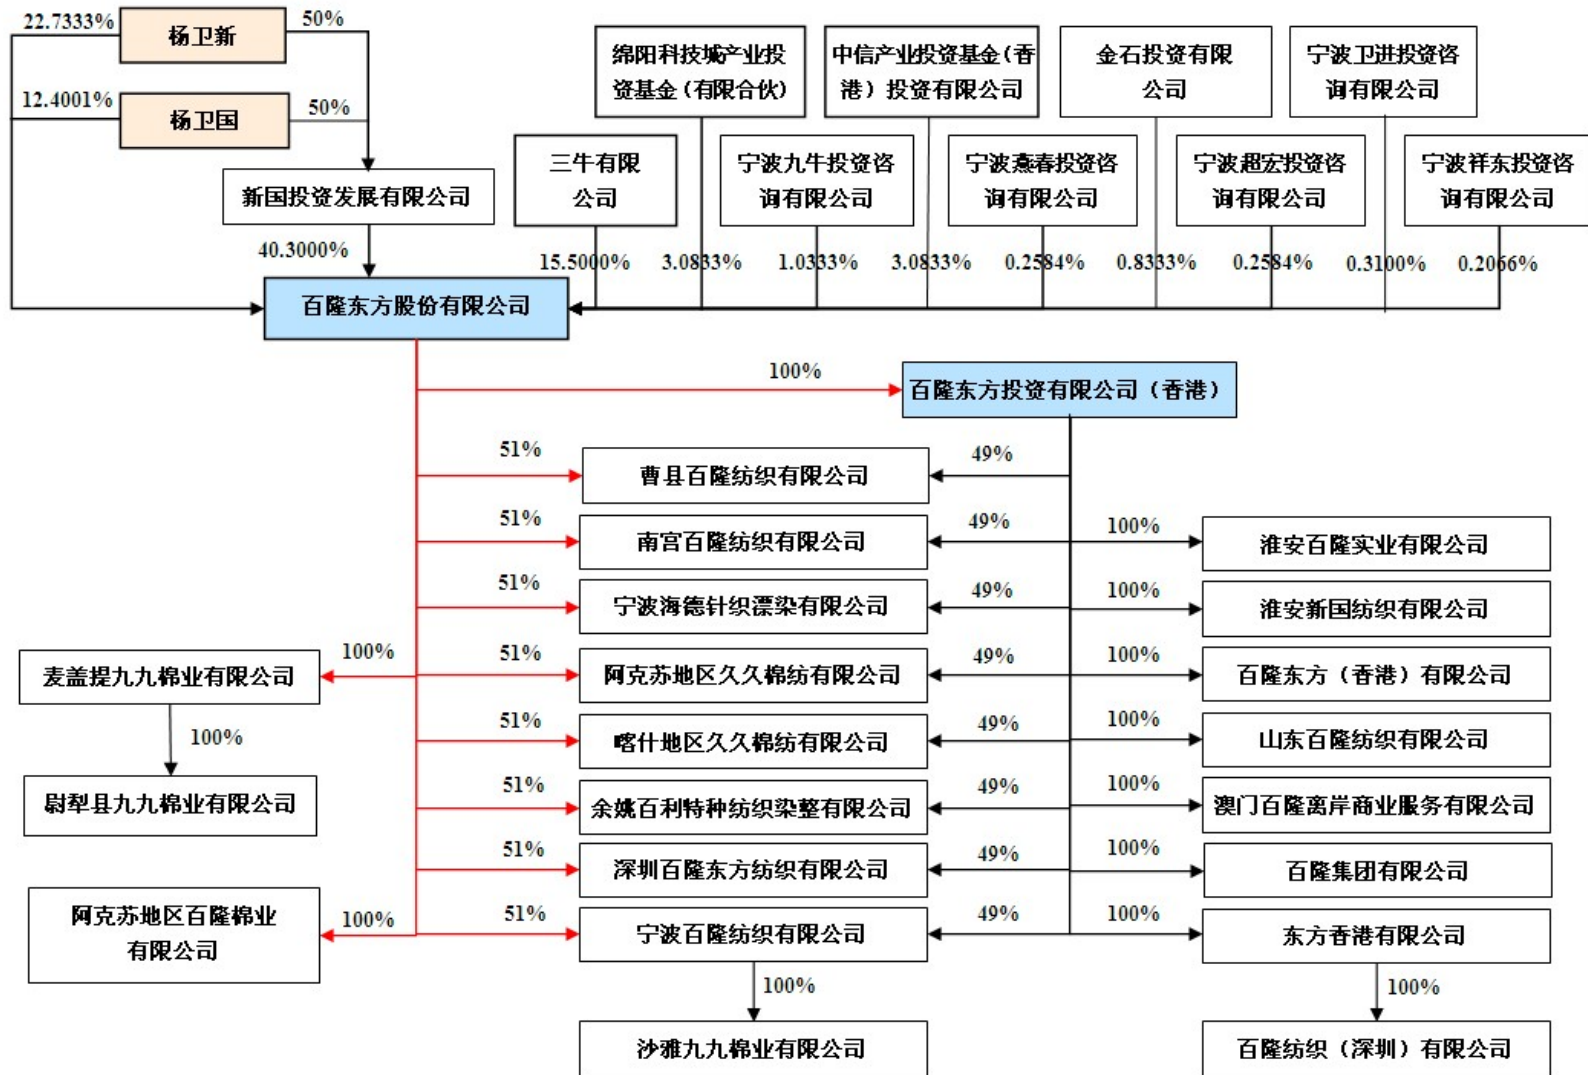 22.7333%
杨卫新
50%
12.4001%
杨卫国
50%
新国投资发展有限公司
40.3000%
绵阳科技城产业投
资基金（有限合伙）
中信产业投资基金（香
港）投资有限公司
金石投资有限
公司
宁波卫进投资咨
询有限公司
三牛有限
公司
宁波九牛投资咨
询有限公司
宁波燕春投资咨
询有限公司
宁波超宏投资咨
询有限公司
宁波祥东投资咨
询有限公司
15.5000%
3.0833%
1.0333%
3.0833%
0.2584%
0.8333%
0.2584%
0.3100%
0.2066%
百隆东方股份有限公司
100%
百隆东方投资有限公司（香港）
51%
曹县百隆纺织有限公司
49%
51%
南宫百隆纺织有限公司
49%
100%
淮安百隆实业有限公司
51%
宁波海德针织漂染有限公司
49%
100%
淮安新国纺织有限公司
麦盖提九九棉业有限公司
100%
51%
阿克苏地区久久棉纺有限公司
49%
100%
百隆东方（香港）有限公司
100%
尉犁县九九棉业有限公司
51%
喀什地区久久棉纺有限公司
49%
100%
山东百隆纺织有限公司
51%
余姚百利特种纺织染整有限公司
49%
100%
澳门百隆离岸商业服务有限公司
51%
深圳百隆东方纺织有限公司
49%
100%
百隆集团有限公司
阿克苏地区百隆棉业
有限公司
100%
51%
宁波百隆纺织有限公司
49%
100%
东方香港有限公司
100%
沙雅九九棉业有限公司
100%
百隆纺织（深圳）有限公司